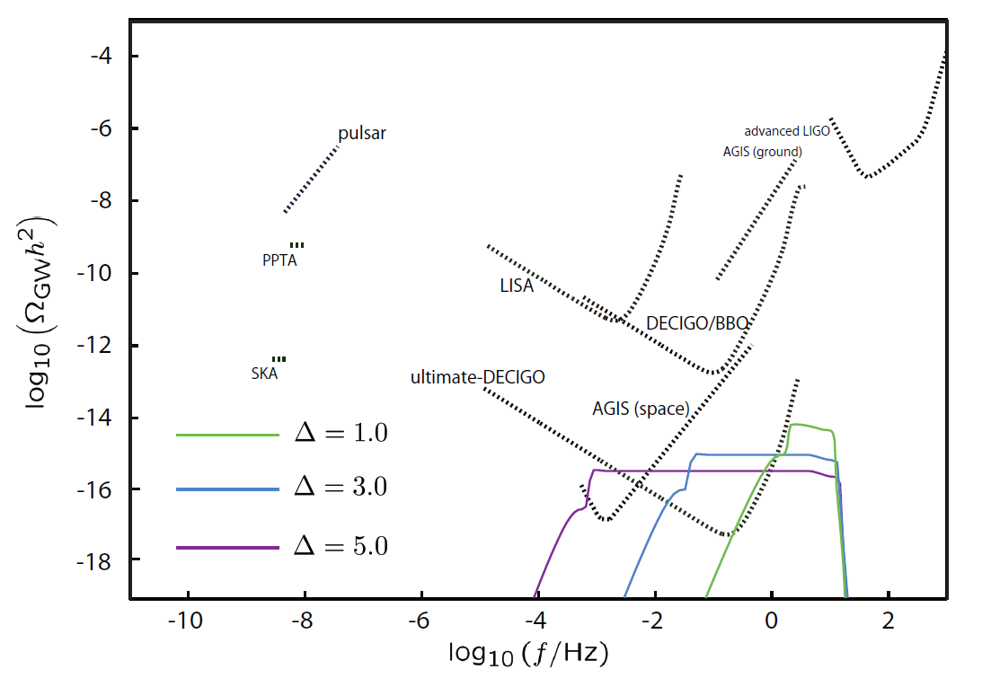 -4
-6
-8
-10
-12
-14
-16
-18
log10 (ΩGWh²)
pulsar
PPTA
SKA
LISA
advanced LIGO
AGIS (ground)
DECIGO/BBO
ultimate-DECIGO
AGIS (space)
Δ = 1.0
Δ = 3.0
Δ = 5.0
-10 -8 -6 -4 -2 0 2
log10 (f/Hz)